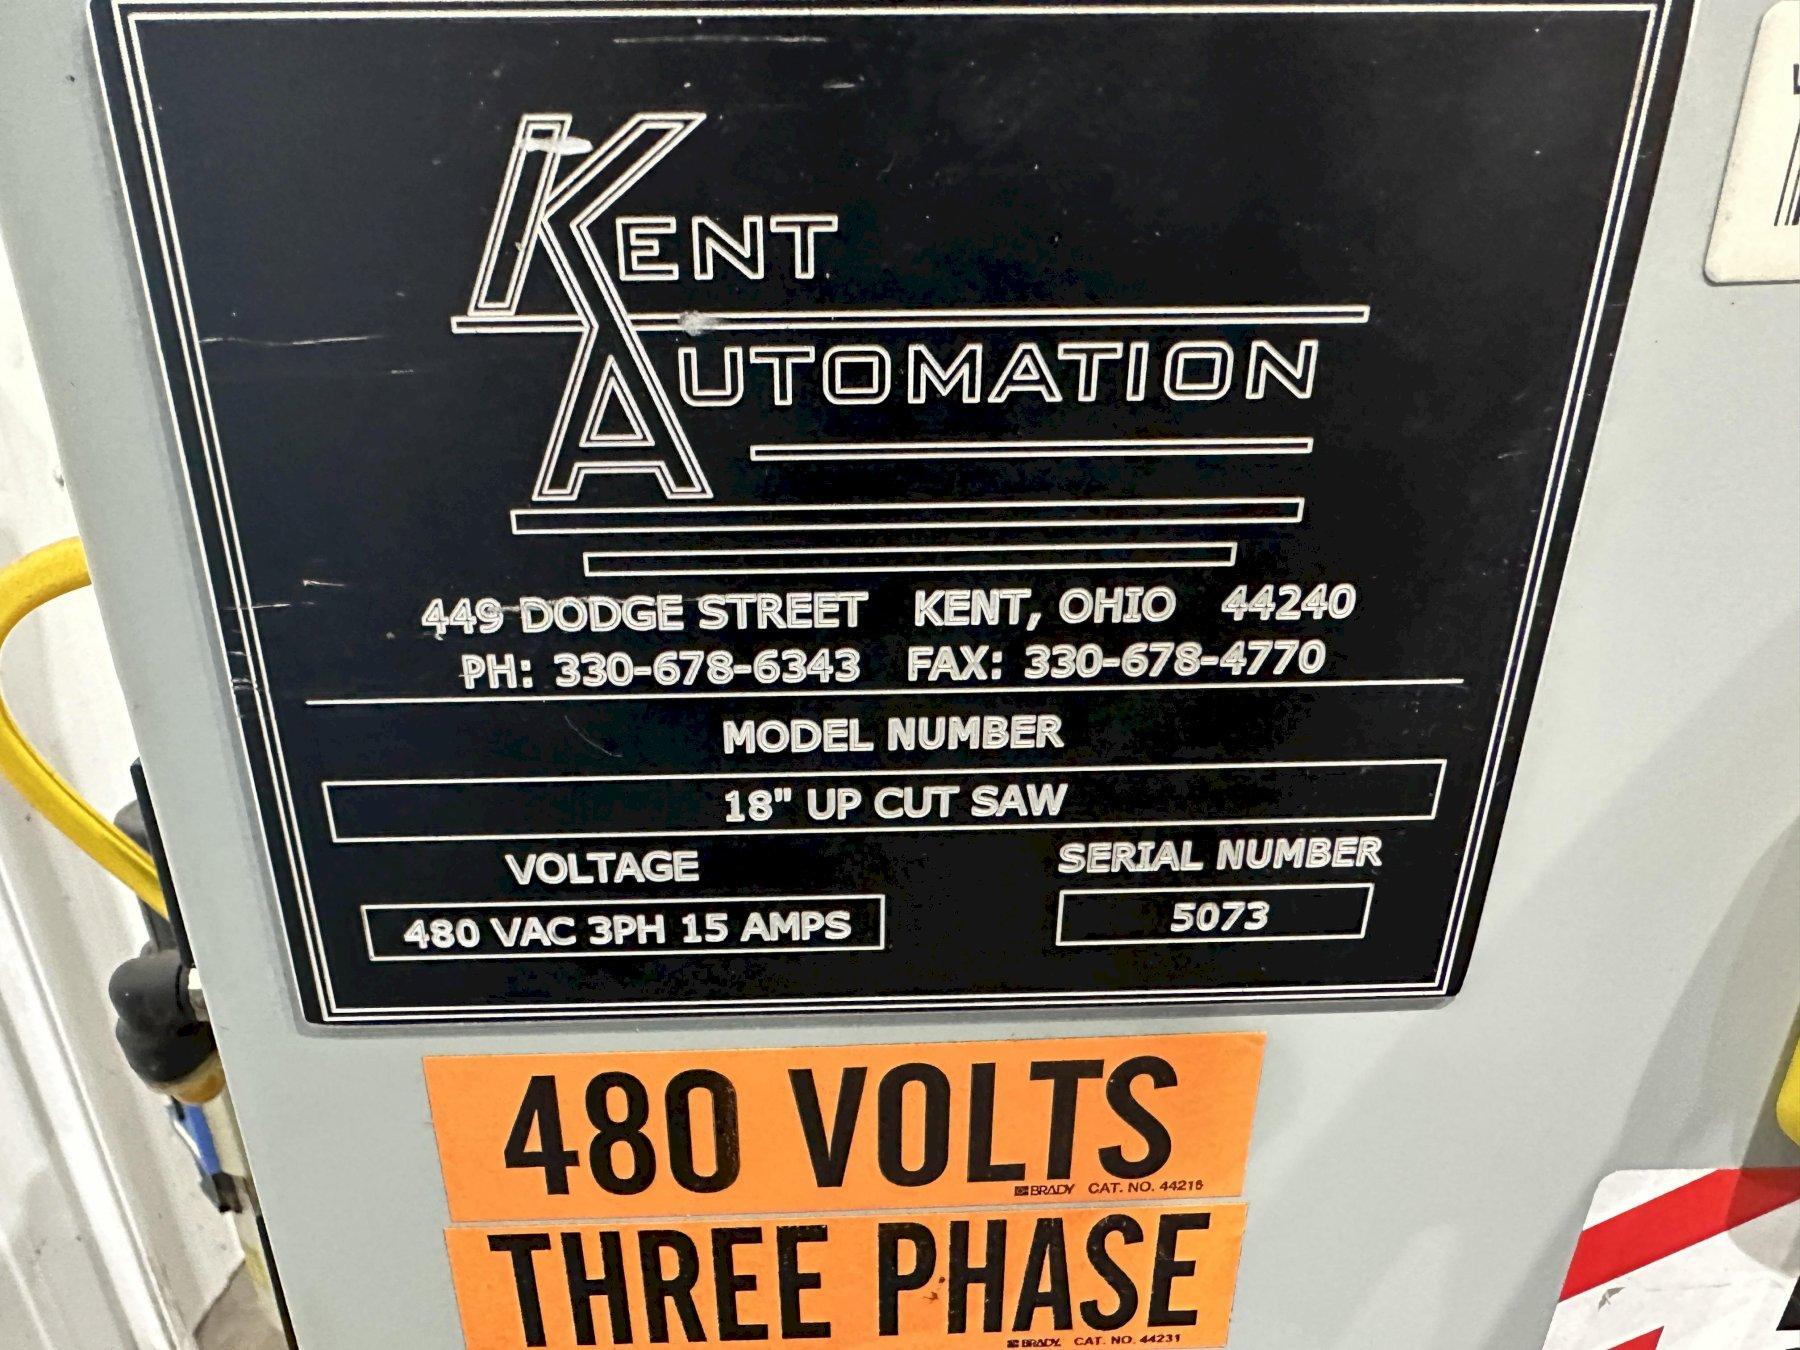 KENT
AUTOMATION
449 DODGE STREET KENT, OHIO 44240
PH: 330-678-6343 FAX: 330-678-4770
MODEL NUMBER
18" UP CUT SAW
VOLTAGE SERIAL NUMBER
480 VAC 3PH 15 AMPS 5073
480 VOLTS
BRADY CAT. NO. 44216
THREE PHASE
BRADY CAT. NO. 44231